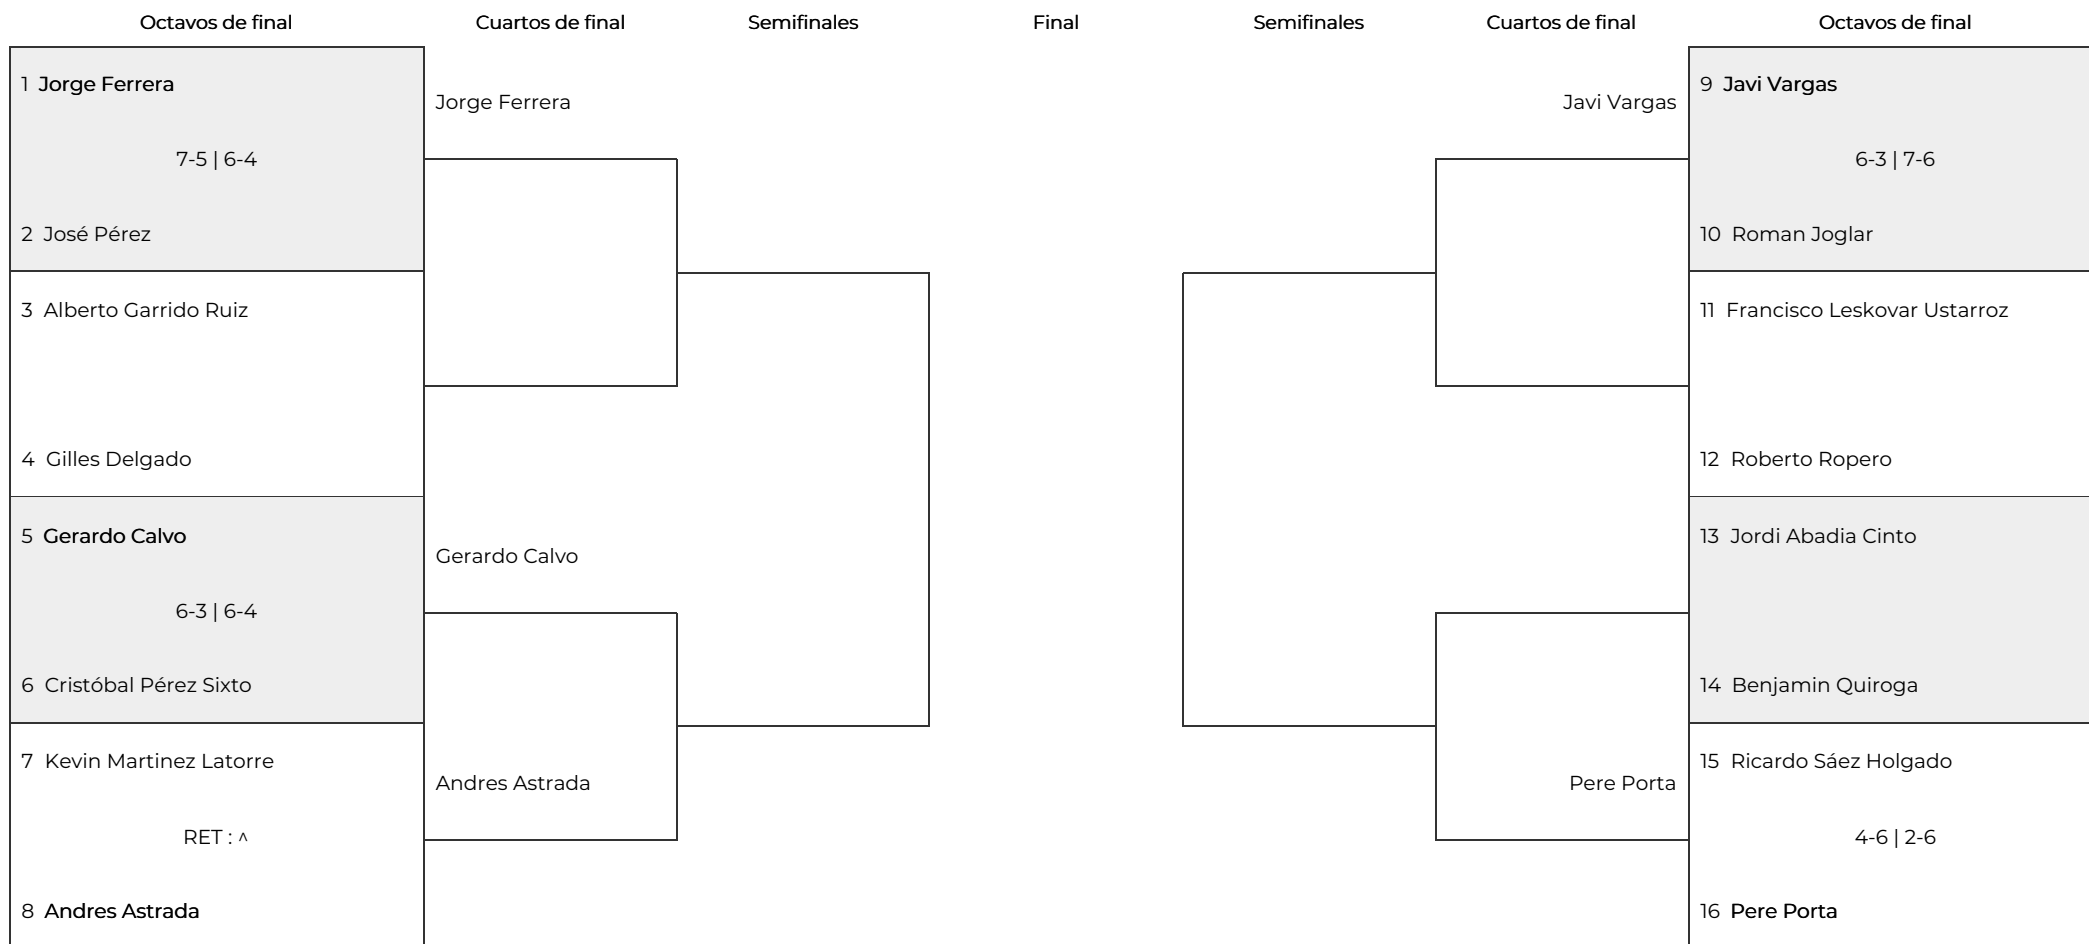 Octavos de final
Cuartos de final
Semifinales
Final
Semifinales
Cuartos de final
Octavos de final
1 Jorge Ferrera
7-5 | 6-4
2 José Pérez
3 Alberto Garrido Ruiz
4 Gilles Delgado
5 Gerardo Calvo
6-3 | 6-4
6 Cristóbal Pérez Sixto
7 Kevin Martinez Latorre
RET : ^
8 Andres Astrada
Jorge Ferrera
Gerardo Calvo
Andres Astrada
Javi Vargas
Pere Porta
9 Javi Vargas
6-3 | 7-6
10 Roman Joglar
11 Francisco Leskovar Ustarroz
12 Roberto Ropero
13 Jordi Abadia Cinto
14 Benjamin Quiroga
15 Ricardo Sáez Holgado
4-6 | 2-6
16 Pere Porta